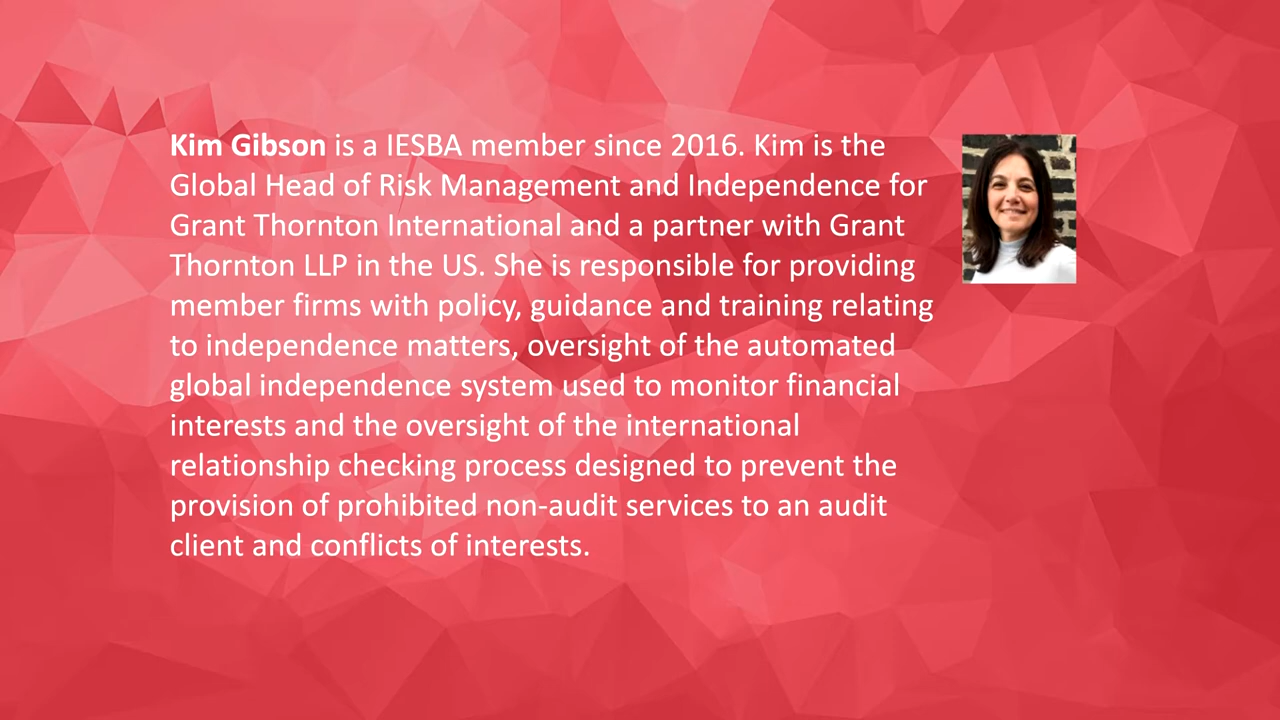 Kim Gibson is a IESBA member since 2016. Kim is the
Global Head of Risk Management and Independence for
Grant Thornton International and a partner with Grant
Thornton LLP in the US. She is responsible for providing
member firms with policy, guidance and training relating
to independence matters, oversight of the automated
global independence system used to monitor financial
interests and the oversight of the international
relationship checking process designed to prevent the
provision of prohibited non-audit services to an audit
client and conflicts of interests.